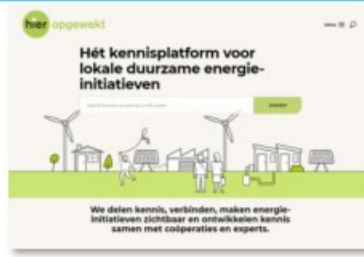 hier opgewekt
Hét kennisplatform voor
lokale duurzame energie-
initiatieven
We delen kennis, verbinden, maken energie-
initiatieven zichtbaar en ontwikkelen kennis
samen met coöperaties en experts.